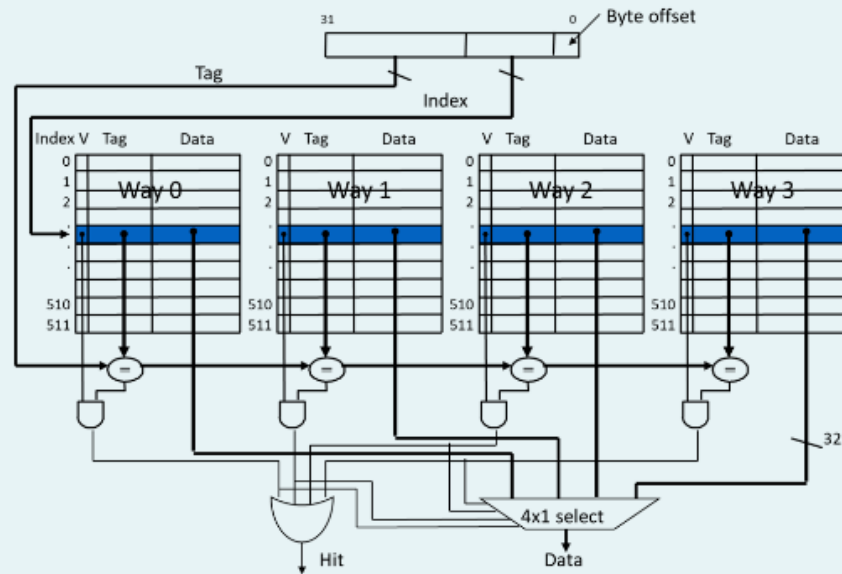 31 0 Byte offset
Tag
Index
Index V Tag Data V Tag Data V Tag Data V Tag Data
0 0 0 0
1 1 1 1
Way 0 Way 1 Way 2 Way 3
2 2 2 2
. . . .
. . . .
. . . .
510 510 510 510
511 511 511 511
= = = =
32
4x1 select
Hit Data